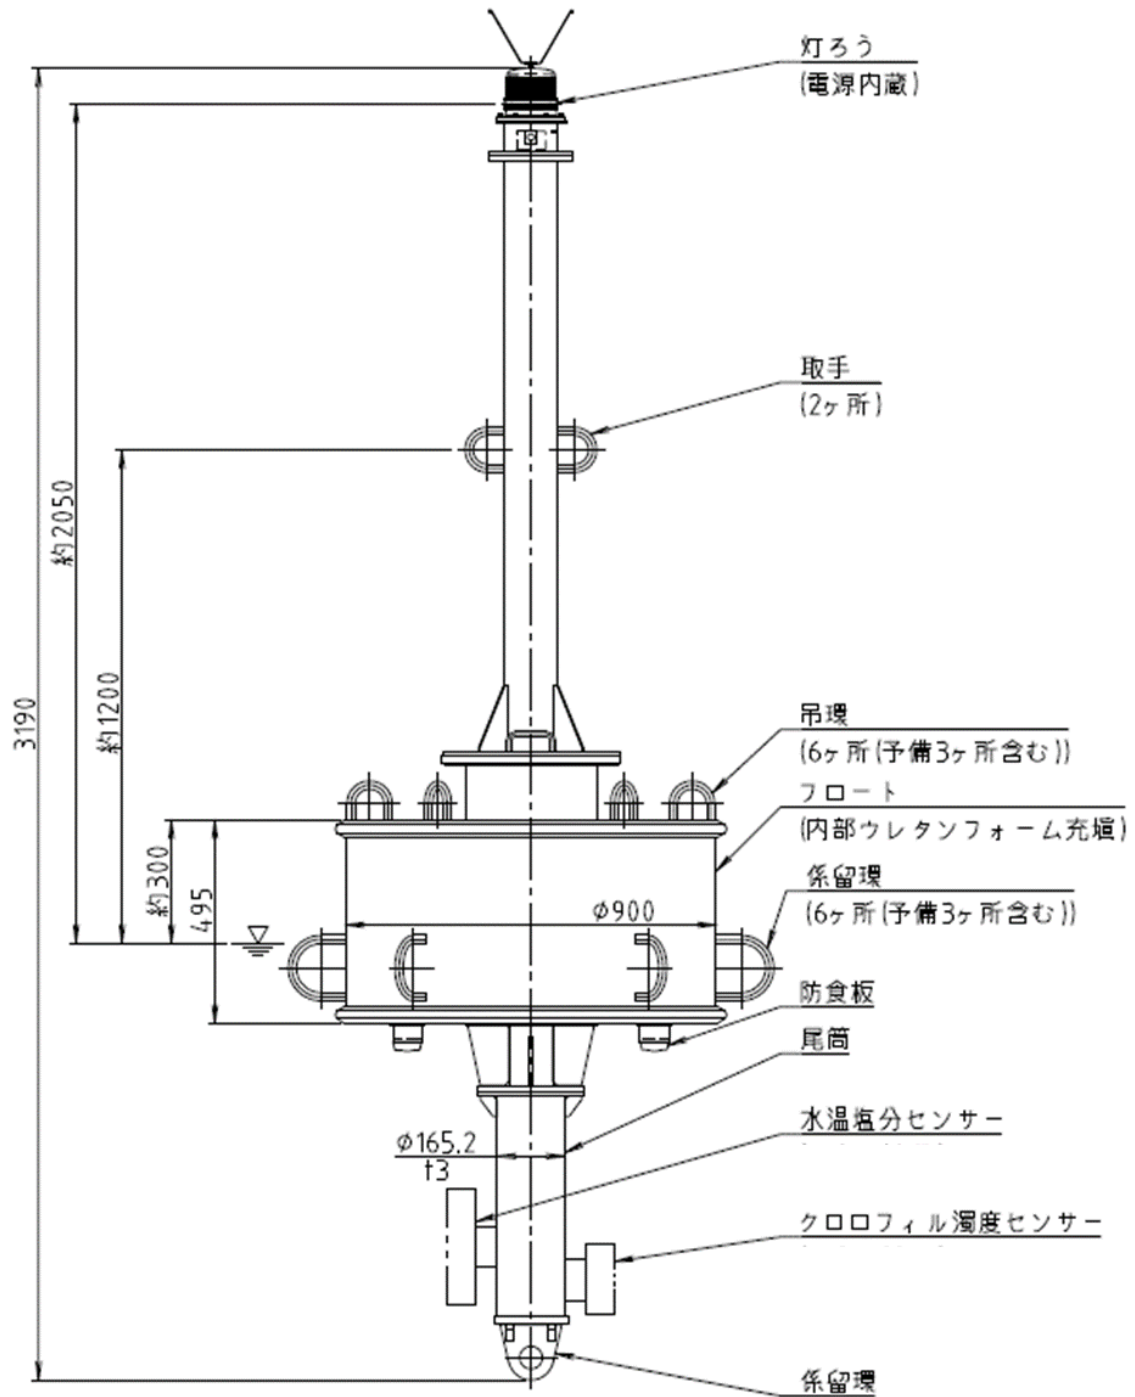 灯ろう
(電源内蔵)
取手
(2ヶ所)
約2050
約1200
3190
吊環
(6ヶ所(予備3ヶ所含む))
フロート
(内部ウレタンフォーム充塡)
約300
495
φ900
係留環
(6ヶ所(予備3ヶ所含む))
防食板
尾筒
水温塩分センサー
φ165.2
t3
クロロフィル濁度センサー
係留環